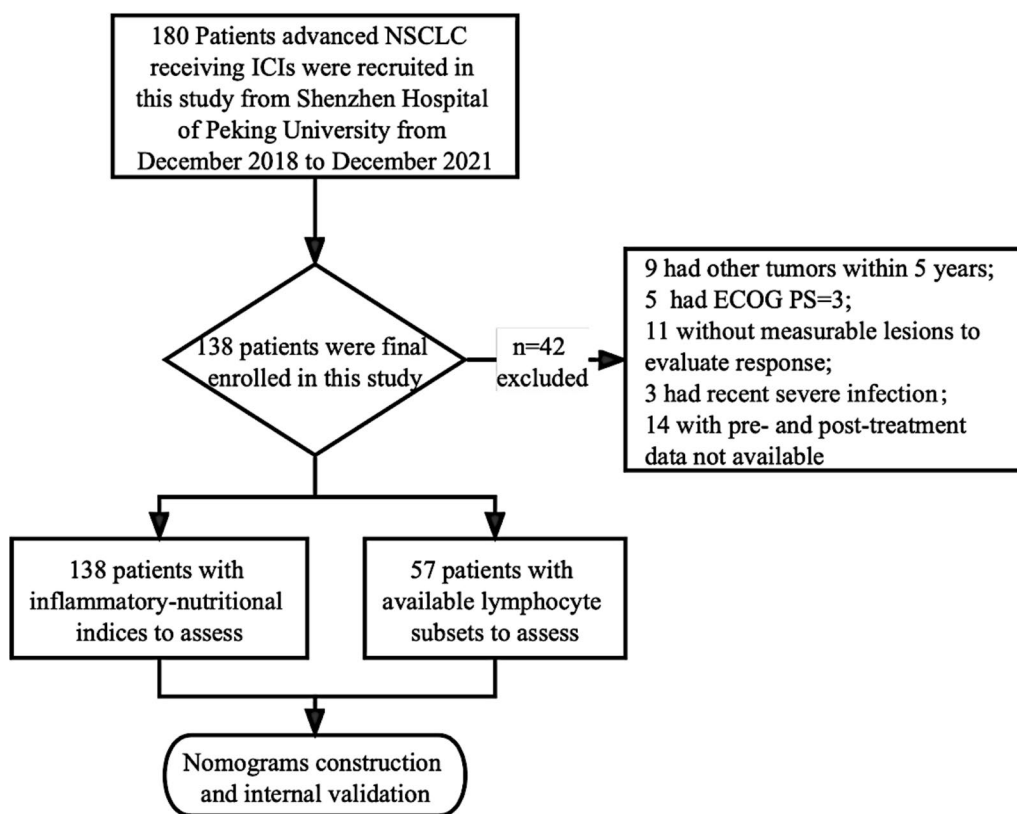 180 Patients advanced NSCLC
receiving ICIs were recruited in
this study from Shenzhen Hospital
of Peking University from
December 2018 to December 2021
138 patients were final
enrolled in this study
n=42
excluded
9 had other tumors within 5 years;
5 had ECOG PS=3;
11 without measurable lesions to
evaluate response;
3 had recent severe infection;
14 with pre- and post-treatment
data not available
138 patients with
inflammatory-nutritional
indices to assess
57 patients with
available lymphocyte
subsets to assess
Nomograms construction
and internal validation